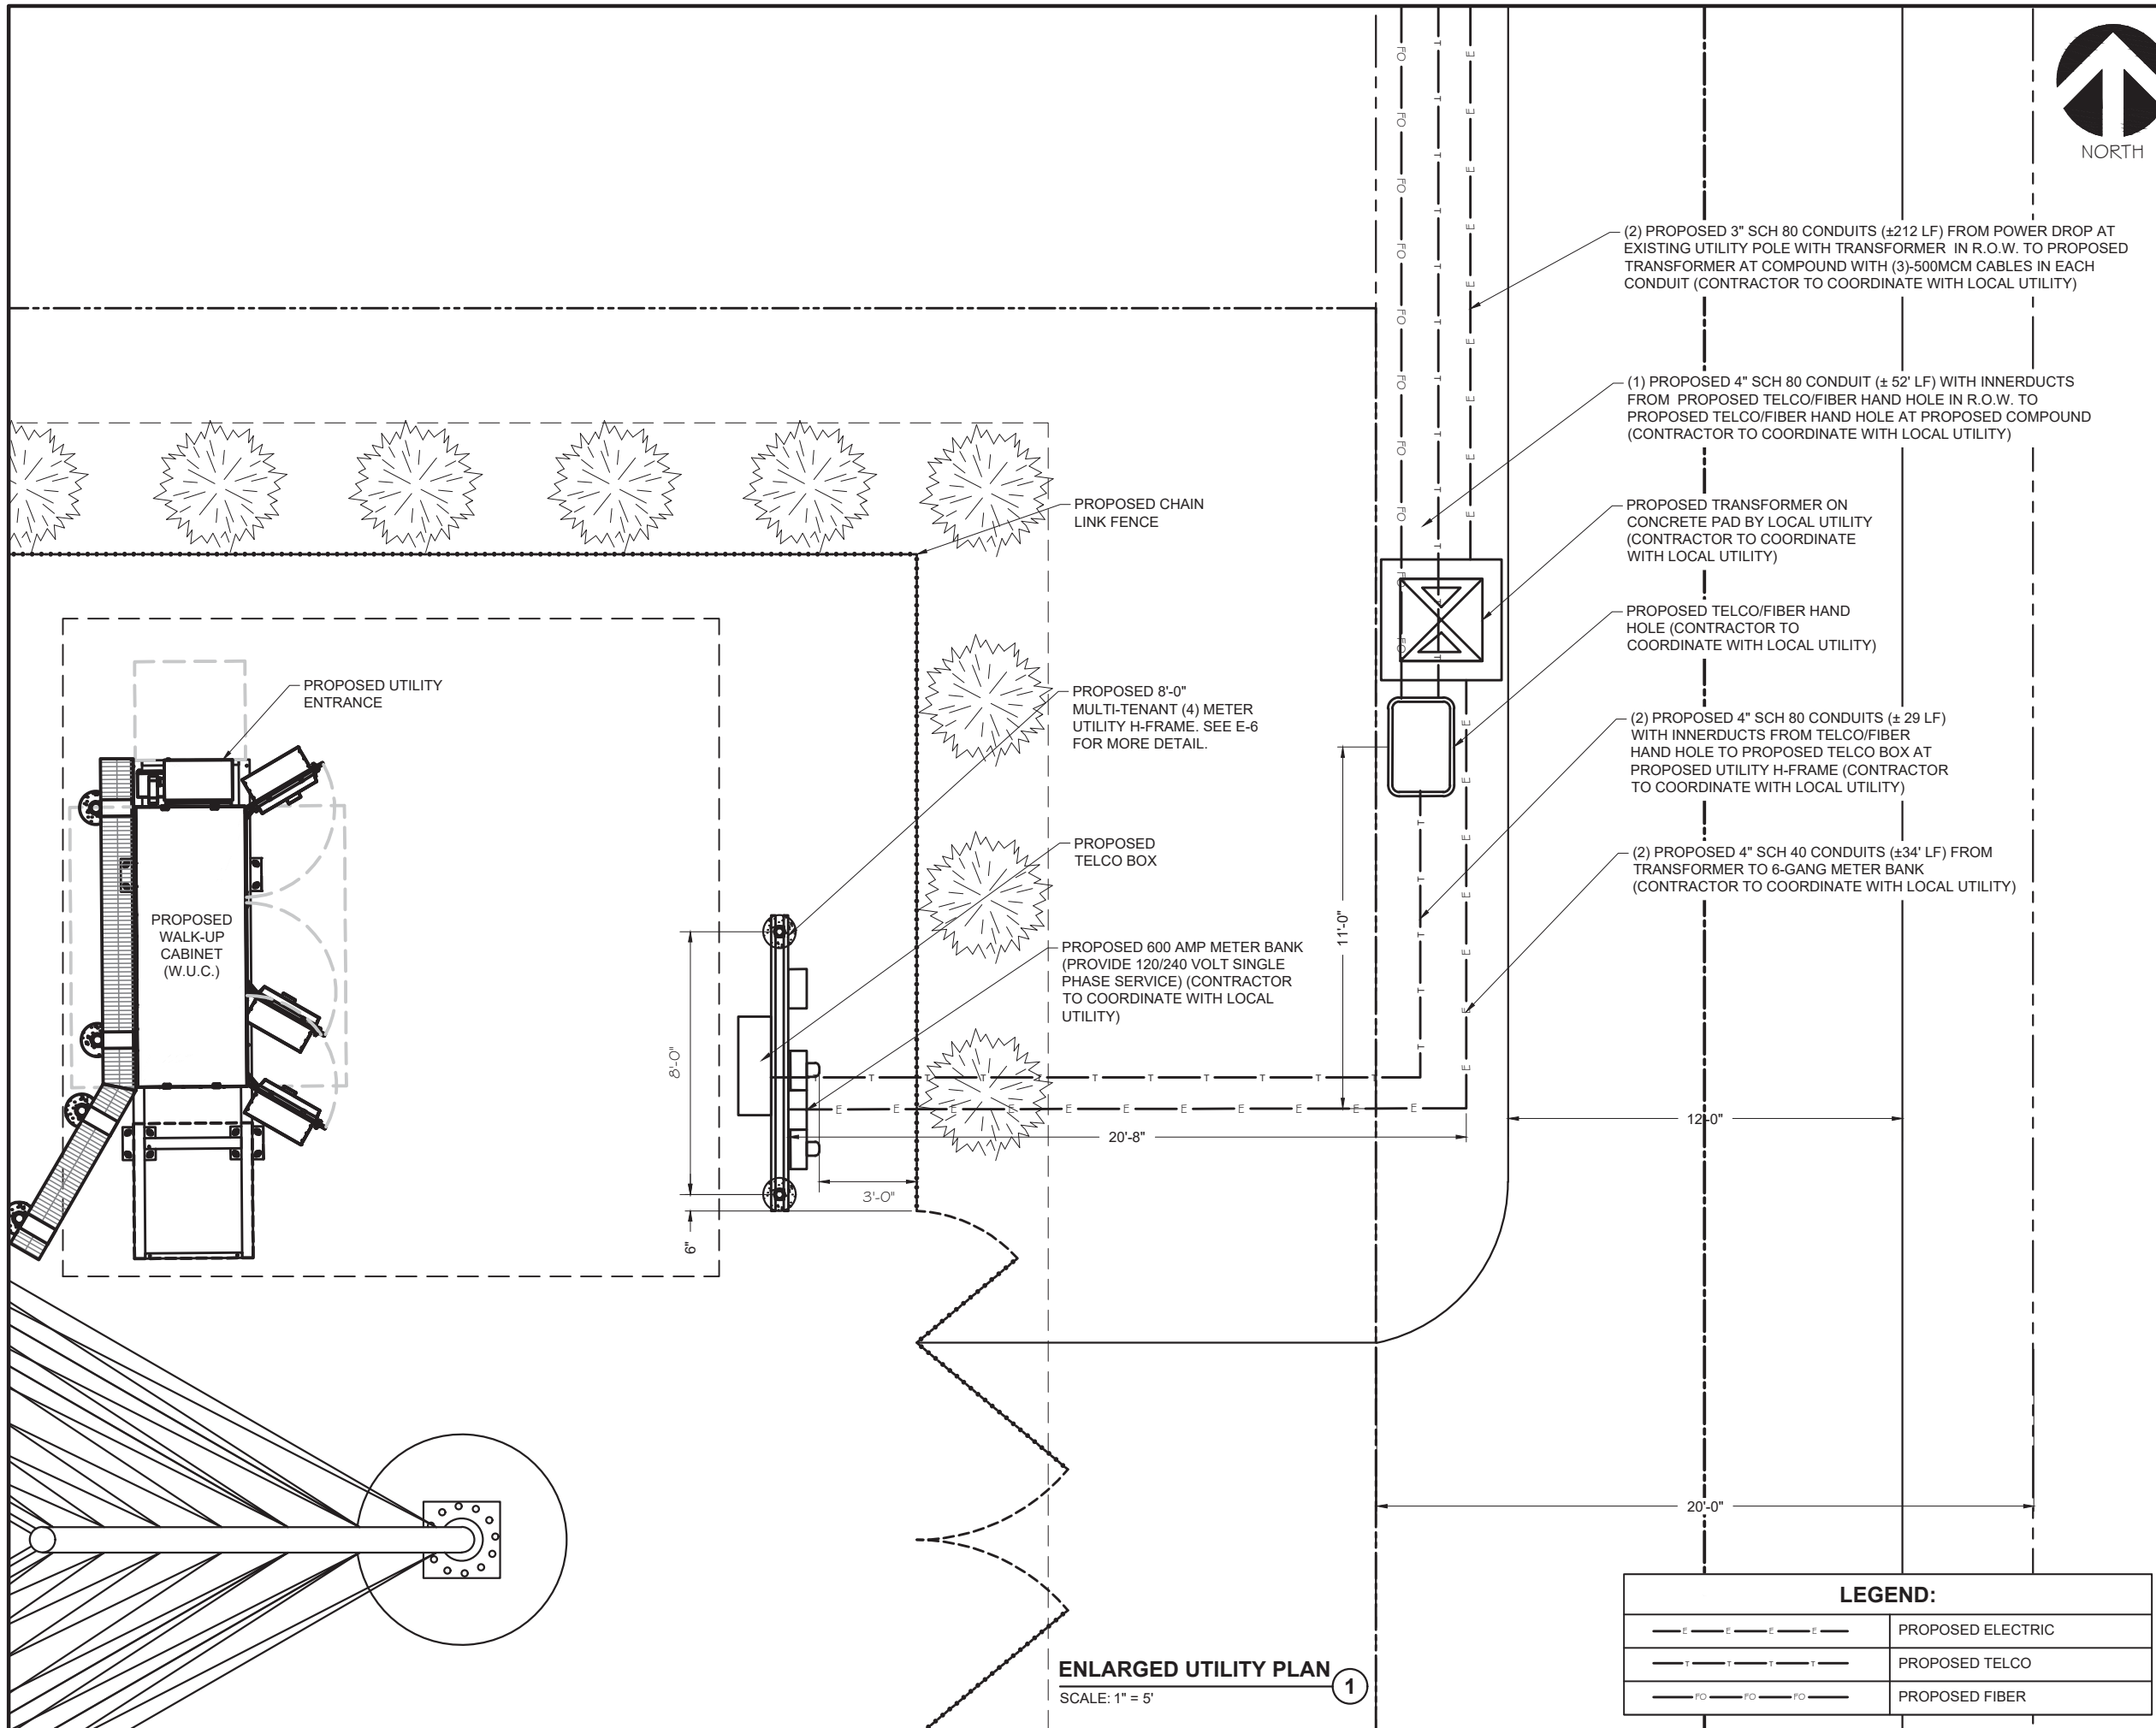 NORTH
(2) PROPOSED 3" SCH 80 CONDUITS (±212 LF) FROM POWER DROP AT
EXISTING UTILITY POLE WITH TRANSFORMER IN R.O.W. TO PROPOSED
TRANSFORMER AT COMPOUND WITH (3)-500MCM CABLES IN EACH
CONDUIT (CONTRACTOR TO COORDINATE WITH LOCAL UTILITY)
(1) PROPOSED 4" SCH 80 CONDUIT (± 52' LF) WITH INNERDUCTS
FROM PROPOSED TELCO/FIBER HAND HOLE IN R.O.W. TO
PROPOSED TELCO/FIBER HAND HOLE AT PROPOSED COMPOUND
(CONTRACTOR TO COORDINATE WITH LOCAL UTILITY)
PROPOSED CHAIN
LINK FENCE
PROPOSED TRANSFORMER ON
CONCRETE PAD BY LOCAL UTILITY
(CONTRACTOR TO COORDINATE
WITH LOCAL UTILITY)
PROPOSED TELCO/FIBER HAND
HOLE (CONTRACTOR TO
COORDINATE WITH LOCAL UTILITY)
PROPOSED UTILITY
ENTRANCE
PROPOSED 8'-0"
MULTI-TENANT (4) METER
UTILITY H-FRAME. SEE E-6
FOR MORE DETAIL.
(2) PROPOSED 4" SCH 80 CONDUITS (± 29 LF)
WITH INNERDUCTS FROM TELCO/FIBER
HAND HOLE TO PROPOSED TELCO BOX AT
PROPOSED UTILITY H-FRAME (CONTRACTOR
TO COORDINATE WITH LOCAL UTILITY)
PROPOSED
TELCO BOX
(2) PROPOSED 4" SCH 40 CONDUITS (±34' LF) FROM
TRANSFORMER TO 6-GANG METER BANK
(CONTRACTOR TO COORDINATE WITH LOCAL UTILITY)
PROPOSED
WALK-UP
CABINET
(W.U.C.)
PROPOSED 600 AMP METER BANK
(PROVIDE 120/240 VOLT SINGLE
PHASE SERVICE) (CONTRACTOR
TO COORDINATE WITH LOCAL
UTILITY)
11'-0"
8'-0"
T T T T T T T T T
E E E E E E E E E E E
20'-8"
12'-0"
3'-0"
6"
20'-0"
ENLARGED UTILITY PLAN
1
SCALE: 1" = 5'
LEGEND:
E E E E PROPOSED ELECTRIC
T T T T PROPOSED TELCO
FO FO FO PROPOSED FIBER